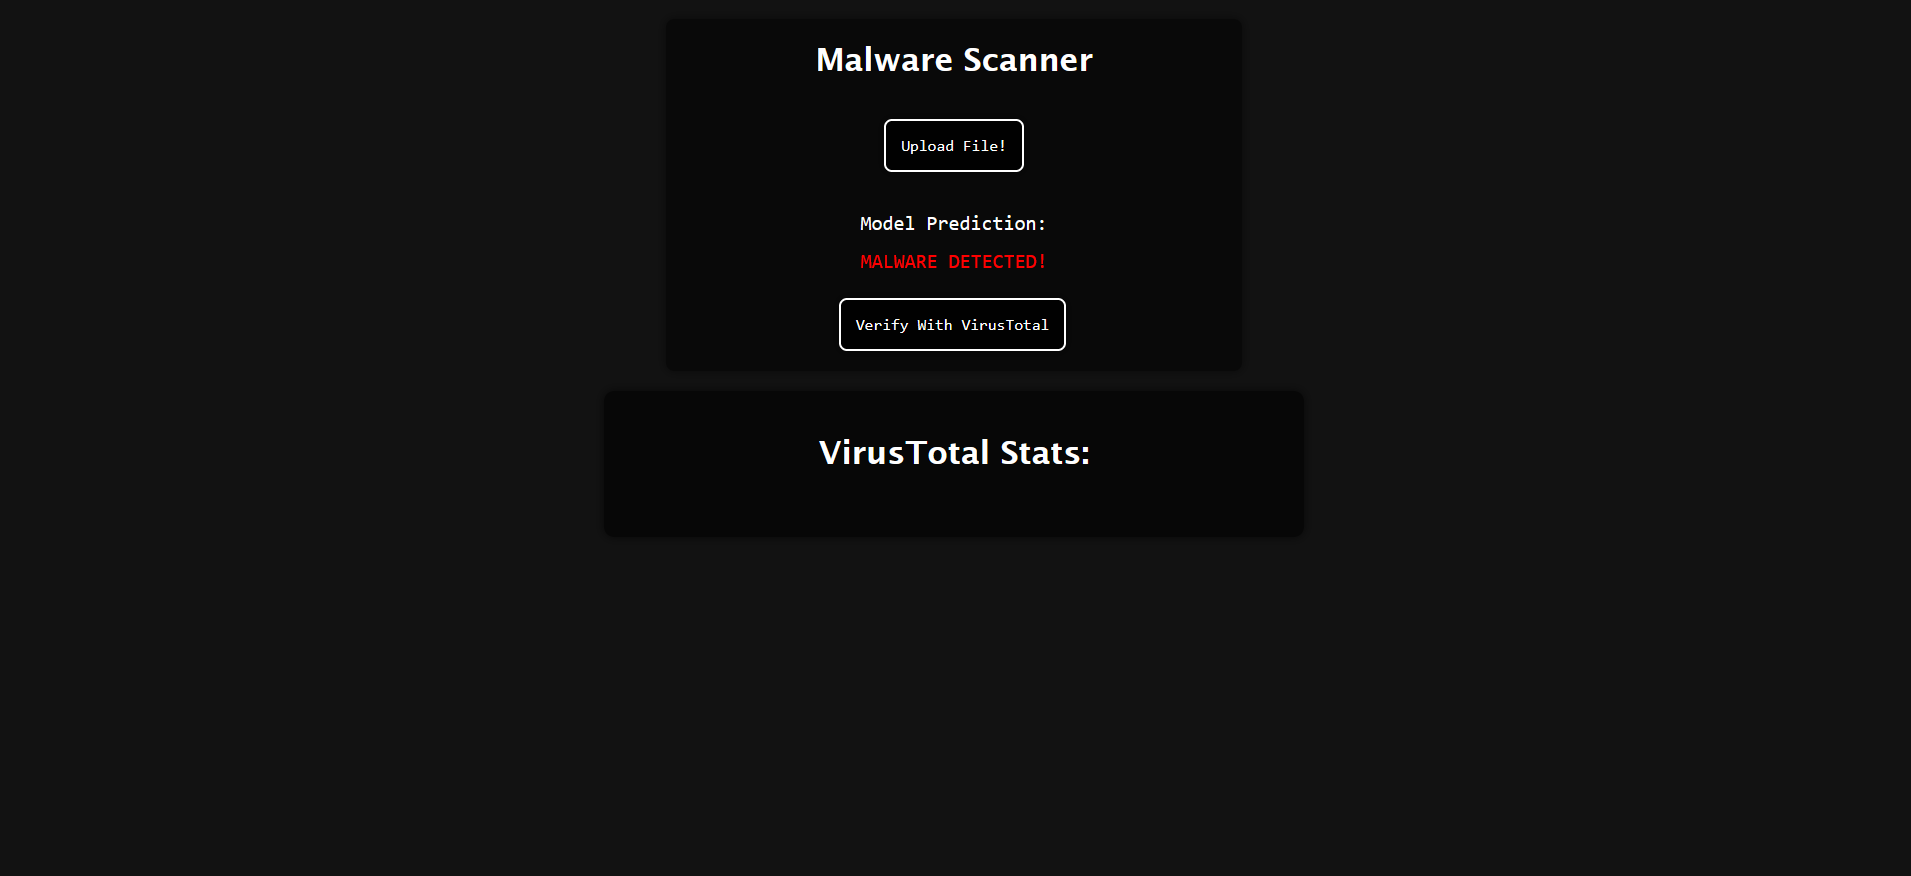 Malware Scanner
Upload File!
Model Prediction:
MALWARE DETECTED!
Verify With VirusTotal
VirusTotal Stats: